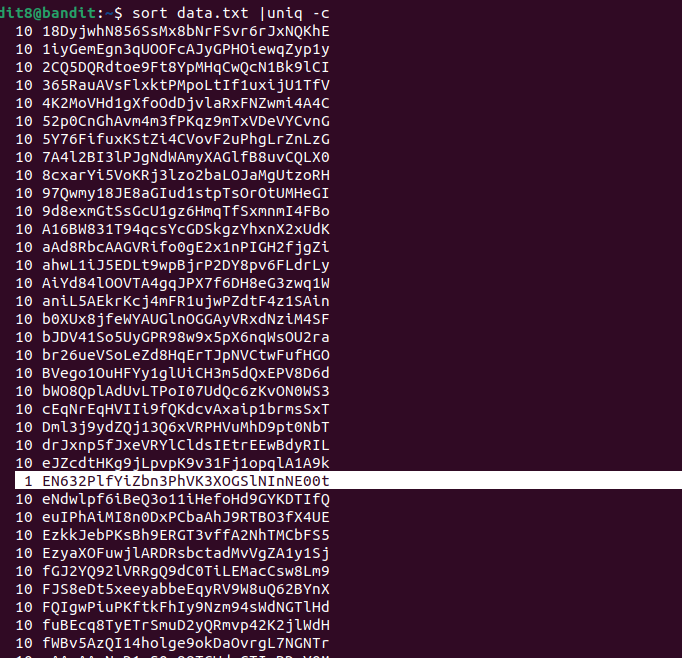 dit8@bandit:~$ sort data.txt |uniq -c
10 18DyjwhN856SsMx8bNrFSvr6rJxNQKhE
10 1iyGemEgn3qUOOFcAJyGPHOiewqZyp1y
10 2CQ5DQRdtoe9Ft8YpMHqCwQcN1Bk9lCI
10 365RauAVsFlxktPMpoLtIf1uxijU1TfV
10 4K2MoVHd1gXfoOdDjvlaRxFNZwmi4A4C
10 52p0CnGhAvm4m3fPKqz9mTxVDeVYCvnG
10 5Y76FifuxKStZi4CVovF2uPhgLrZnLzG
10 7A4l2BI3lPJgNdWAmyXAGlfB8uvCQLX0
10 8cxarYi5VoKRj3lzo2baLOJaMgUtzoRH
10 97Qwmy18JE8aGIud1stpTsOrOtUMHeGI
10 9d8exmGtSsGcU1gz6HmqTfSxmnmI4FBo
10 A16BW831T94qcsYcGDSkgzYhxnX2xUdK
10 aAd8RbcAAGVRifo0gE2x1nPIGH2fjgZi
10 ahwL1iJ5EDLt9wpBjrP2DY8pv6FLdrLy
10 AiYd84lOOVTA4gqJPX7f6DH8eG3zwq1W
10 aniL5AEkrKcj4mFR1ujwPZdtF4z1SAin
10 b0XUx8jfeWYAUGlnOGGAyVRxdNziM4SF
10 bJDV41So5UyGPR98w9x5pX6nqWsOU2ra
10 br26ueVSoLeZd8HqErTJpNVCtwFufHGO
10 BVego1OuHFYy1glUiCH3m5dQxEPV8D6d
10 bWO8QplAdUvLTPoI07UdQc6zKvON0WS3
10 cEqNrEqHVIIi9fQKdcvAxaip1brmsSxT
10 Dml3j9ydZQj13Q6xVRPHVuMhD9pt0NbT
10 drJxnp5fJxeVRYlCldsIEtrEEwBdyRIL
10 eJZcdtHKg9jLpvpK9v31Fj1opqlA1A9k
1 EN632PlfYiZbn3PhVK3XOGSlNInNE00t
10 eNdwlpf6iBeQ3o11iHefoHd9GYKDTIfQ
10 euIPhAiMI8n0DxPCbaAhJ9RTBO3fX4UE
10 EzkkJebPKsBh9ERGT3vffA2NhTMCbFS5
10 EzyaXOFuwjlARDRsbctadMvVgZA1y1Sj
10 fGJ2YQ92lVRRgQ9dC0TiLEMacCsw8Lm9
10 FJS8eDt5xeeyabbeEqyRV9W8uQ62BYnX
10 FQIgwPiuPKftkFhIy9Nzm94sWdNGTlHd
10 fuBEcq8TyETrSmuD2yQRmvp42K2jlWdH
10 fWBv5AzQI14holge9okDaOvrgL7NGNTr